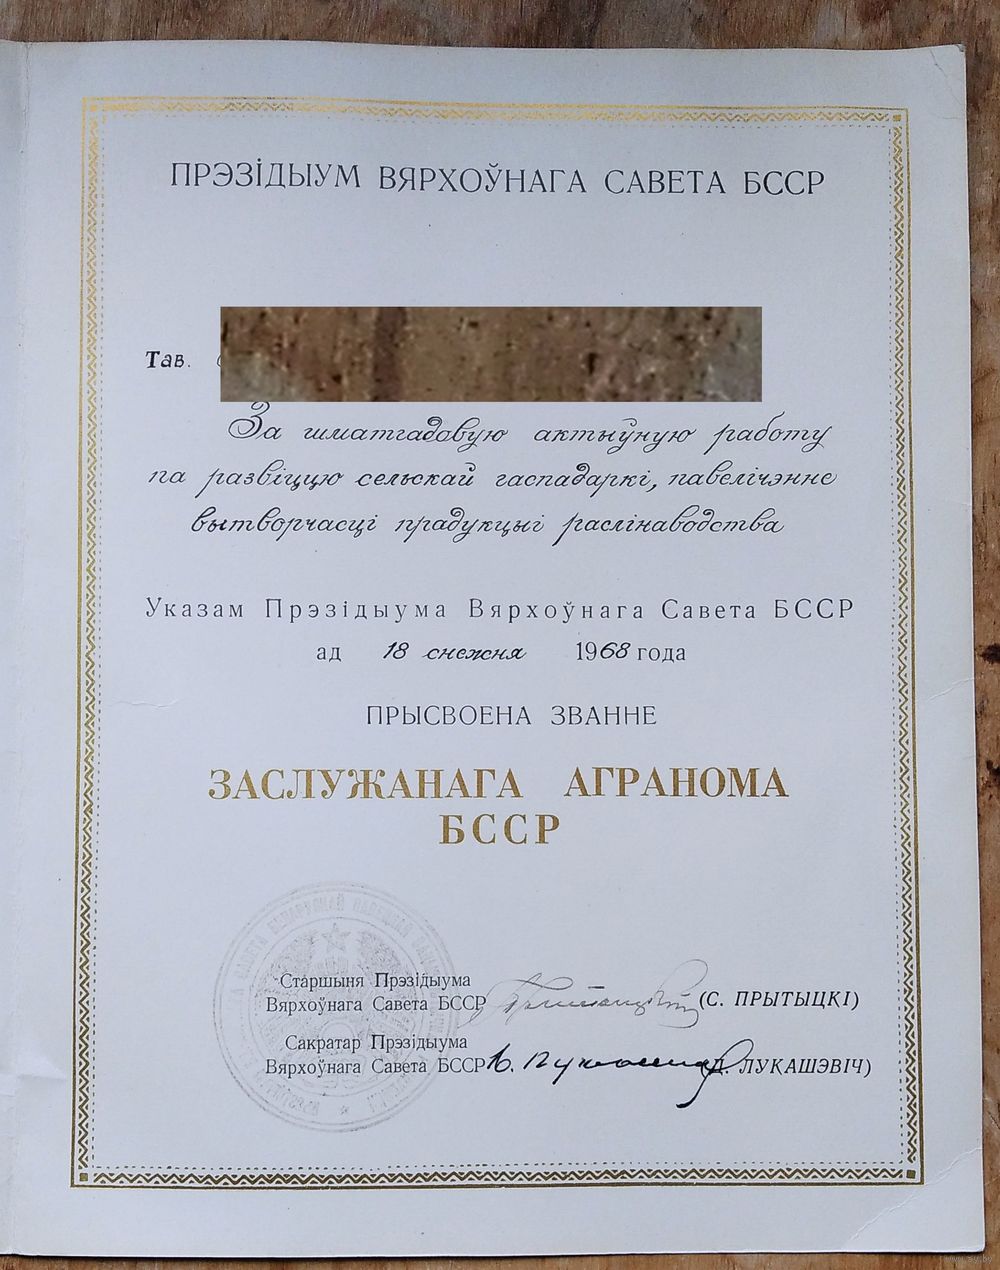 ПРЭЗІДЫУМ ВЯРХОЎНАГА САВЕТА БССР
Тав.
За шматгадовую актыўную работу
па развіццю сельскай гаспадаркі, павелічэнне
вытворчасці прадукцыі раслінаводства
Указам Прэзідыума Вярхоўнага Савета БССР
ад 18 снежня 1968 года
ПРЫСВОЕНА ЗВАННЕ
ЗАСЛУЖАНАГА АГРАНОМА
БССР
Старшыня Прэзідыума
Вярхоўнага Савета БССР (С. ПРЫТЫЦКІ)
Сакратар Прэзідыума
Вярхоўнага Савета БССР ЛУКАШЭВІЧ)